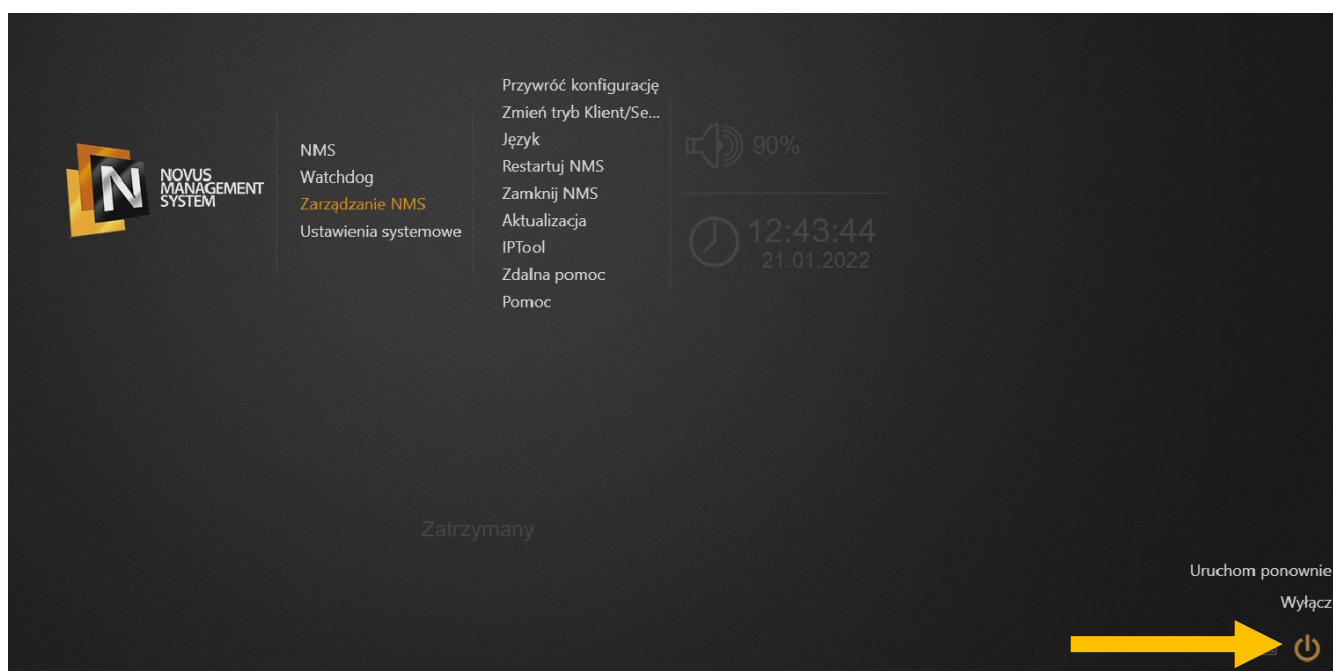 NOVUS
MANAGEMENT
SYSTEM
NMS
Watchdog
Zarządzanie NMS
Ustawienia systemowe
Przywróć konfigurację
Zmień tryb Klient/Se...
Język
Restartuj NMS
Zamknij NMS
Aktualizacja
IPTool
Zdalna pomoc
Pomoc
90%
12:43:44
21.01.2022
Zatrzymany
Uruchom ponownie
Wyłącz